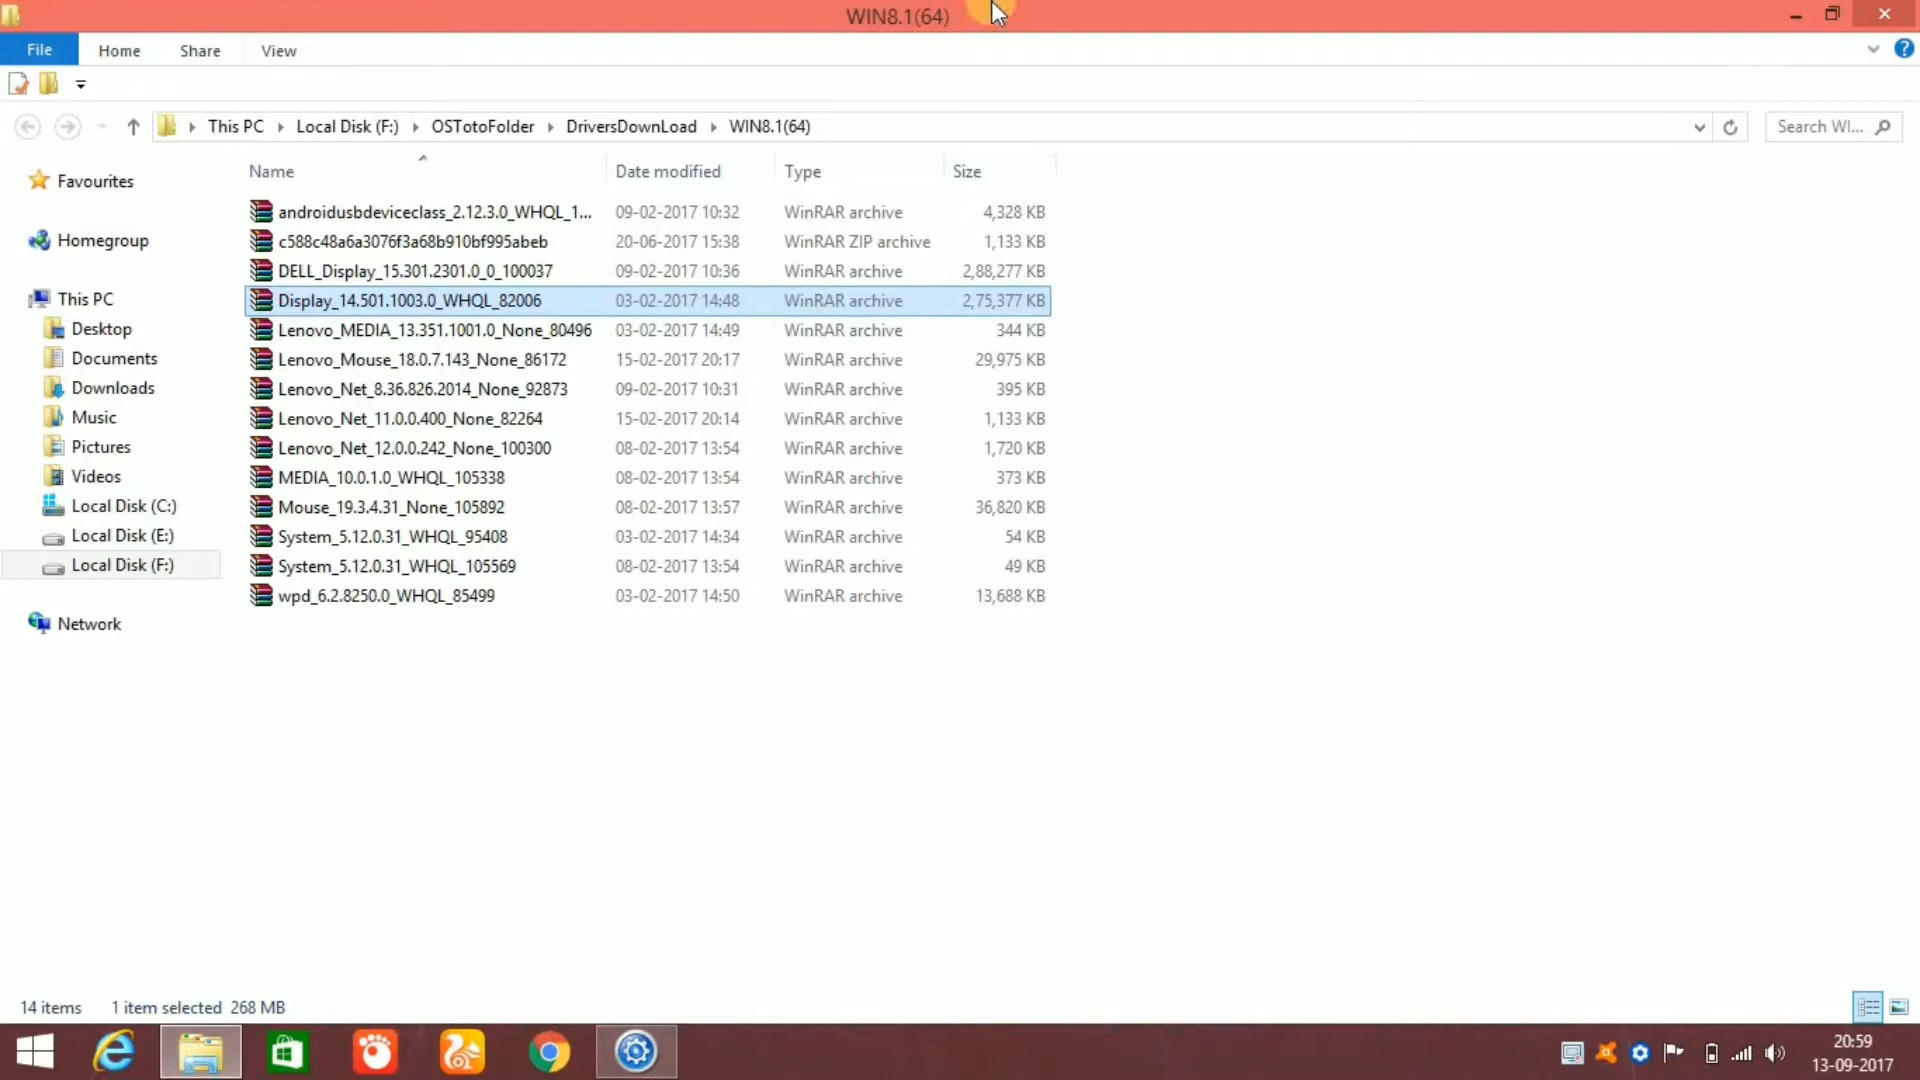 WIN8.1(64)
File Home Share View
This PC Local Disk (F:) OSTotoFolder DriversDownLoad WIN8.1(64) Search WI...
Name Date modified Type Size
Favourites
Homegroup
This PC
Desktop
Documents
Downloads
Music
Pictures
Videos
Local Disk (C:)
Local Disk (E:)
Local Disk (F:)
Network
androidusbdeviceclass_2.12.3.0_WHQL_1... 09-02-2017 10:32 WinRAR archive 4,328 KB
c588c48a6a3076f3a68b910bf995abeb 20-06-2017 15:38 WinRAR ZIP archive 1,133 KB
DELL_Display_15.301.2301.0_0_100037 09-02-2017 10:36 WinRAR archive 2,88,277 KB
Display_14.501.1003.0_WHQL_82006 03-02-2017 14:48 WinRAR archive 2,75,377 KB
Lenovo_MEDIA_13.351.1001.0_None_80496 03-02-2017 14:49 WinRAR archive 344 KB
Lenovo_Mouse_18.0.7.143_None_86172 15-02-2017 20:17 WinRAR archive 29,975 KB
Lenovo_Net_8.36.826.2014_None_92873 09-02-2017 10:31 WinRAR archive 395 KB
Lenovo_Net_11.0.0.400_None_82264 15-02-2017 20:14 WinRAR archive 1,133 KB
Lenovo_Net_12.0.0.242_None_100300 08-02-2017 13:54 WinRAR archive 1,720 KB
MEDIA_10.0.1.0_WHQL_105338 08-02-2017 13:54 WinRAR archive 373 KB
Mouse_19.3.4.31_None_105892 08-02-2017 13:57 WinRAR archive 36,820 KB
System_5.12.0.31_WHQL_95408 03-02-2017 14:34 WinRAR archive 54 KB
System_5.12.0.31_WHQL_105569 08-02-2017 13:54 WinRAR archive 49 KB
wpd_6.2.8250.0_WHQL_85499 03-02-2017 14:50 WinRAR archive 13,688 KB
14 items 1 item selected 268 MB
20:59
13-09-2017